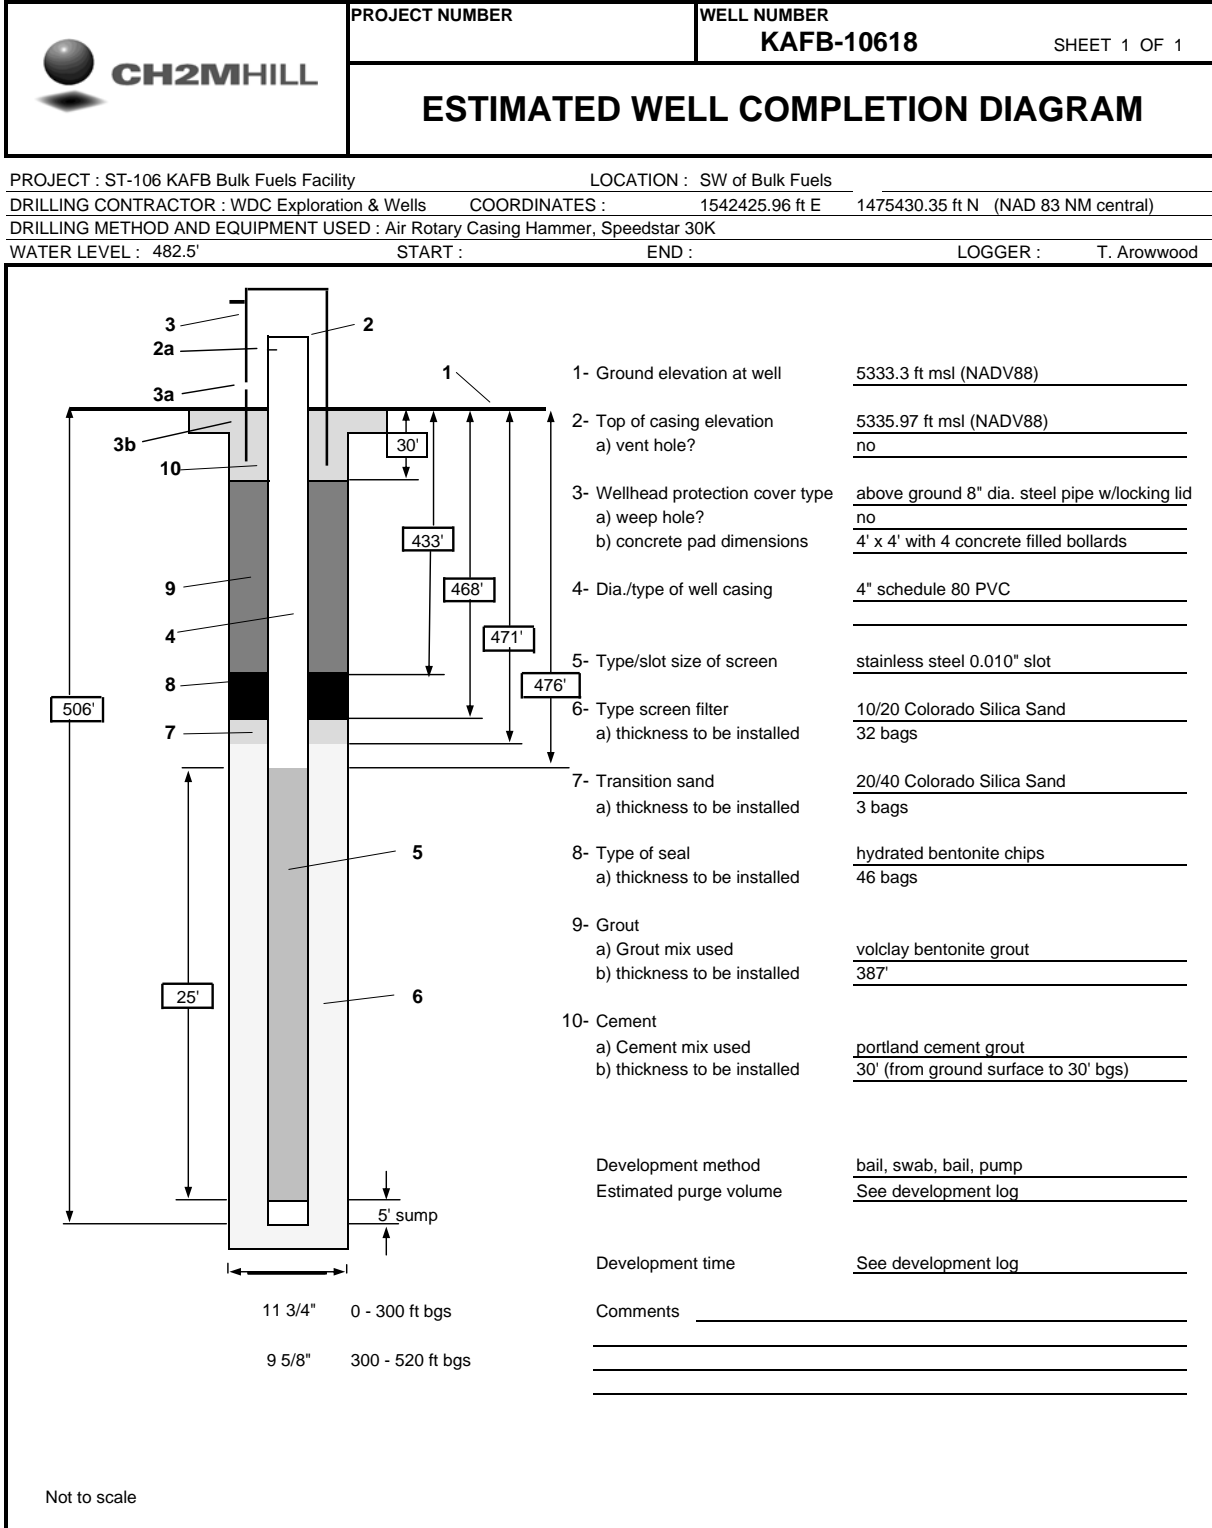 CH2MHILL
PROJECT NUMBER
WELL NUMBER
KAFB-10618 SHEET 1 OF 1
ESTIMATED WELL COMPLETION DIAGRAM
PROJECT : ST-106 KAFB Bulk Fuels Facility LOCATION : SW of Bulk Fuels
DRILLING CONTRACTOR : WDC Exploration & Wells COORDINATES : 1542425.96 ft E 1475430.35 ft N (NAD 83 NM central)
DRILLING METHOD AND EQUIPMENT USED : Air Rotary Casing Hammer, Speedstar 30K
WATER LEVEL : 482.5' START : END : LOGGER : T. Arowwood
3
2
2a
1
3a
3b
30'
10
433'
9
468'
4
471'
8
476'
506'
7
5
25'
6
5' sump
11 3/4" 0 - 300 ft bgs
9 5/8" 300 - 520 ft bgs
Not to scale
1- Ground elevation at well 5333.3 ft msl (NADV88)
2- Top of casing elevation 5335.97 ft msl (NADV88)
a) vent hole? no
3- Wellhead protection cover type above ground 8" dia. steel pipe w/locking lid
a) weep hole? no
b) concrete pad dimensions 4' x 4' with 4 concrete filled bollards
4- Dia./type of well casing 4" schedule 80 PVC
5- Type/slot size of screen stainless steel 0.010" slot
6- Type screen filter 10/20 Colorado Silica Sand
a) thickness to be installed 32 bags
7- Transition sand 20/40 Colorado Silica Sand
a) thickness to be installed 3 bags
8- Type of seal hydrated bentonite chips
a) thickness to be installed 46 bags
9- Grout
a) Grout mix used volclay bentonite grout
b) thickness to be installed 387'
10- Cement
a) Cement mix used portland cement grout
b) thickness to be installed 30' (from ground surface to 30' bgs)
Development method bail, swab, bail, pump
Estimated purge volume See development log
Development time See development log
Comments